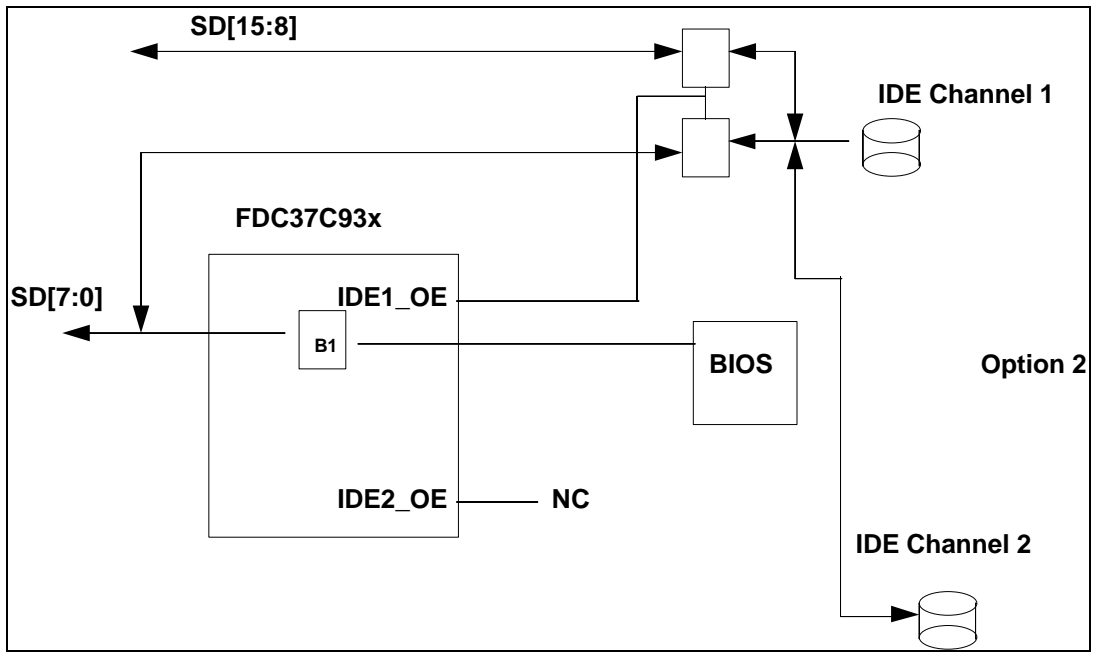 SD[15:8]
IDE Channel 1
FDC37C93x
SD[7:0]
IDE1_OE
B1
BIOS
Option 2
IDE2_OE
NC
IDE Channel 2